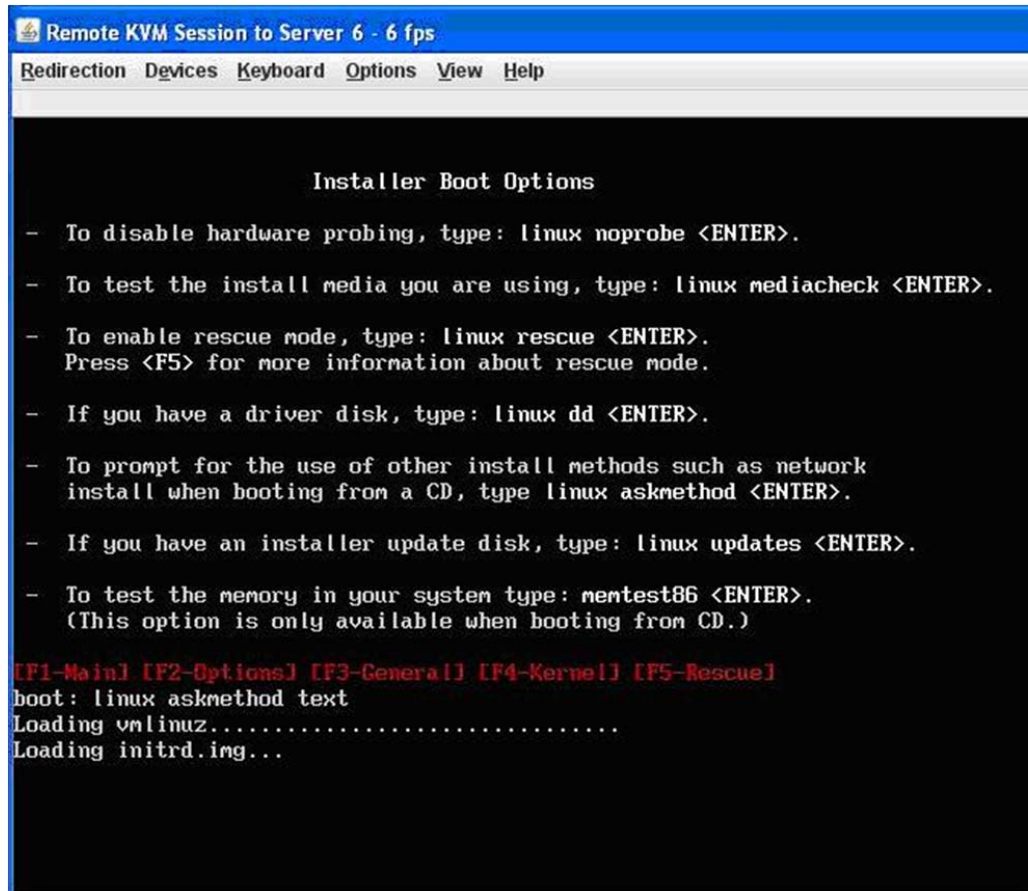 Remote KVM Session to Server 6 - 6 fps
Redirection Devices Keyboard Options View Help
Installer Boot Options
- To disable hardware probing, type: linux noprobe <ENTER>.
- To test the install media you are using, type: linux mediacheck <ENTER>.
- To enable rescue mode, type: linux rescue <ENTER>.
Press <F5> for more information about rescue mode.
- If you have a driver disk, type: linux dd <ENTER>.
- To prompt for the use of other install methods such as network
install when booting from a CD, type linux askmethod <ENTER>.
- If you have an installer update disk, type: linux updates <ENTER>.
- To test the memory in your system type: memtest86 <ENTER>.
(This option is only available when booting from CD.)
[F1-Main] [F2-Options] [F3-General] [F4-Kernel] [F5-Rescue]
boot: linux askmethod text
Loading vmlinuz.................................
Loading initrd.img...